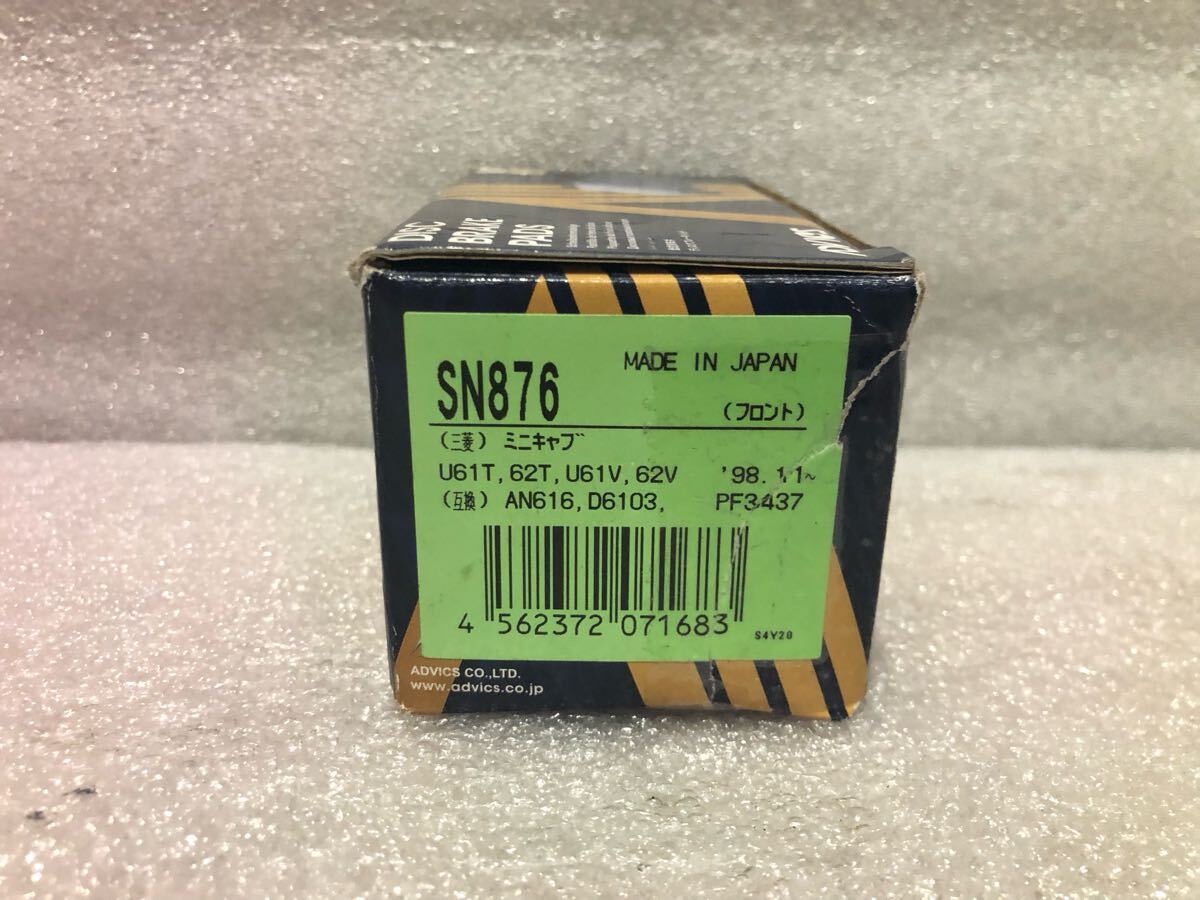 DISC
BRAKE
PADS
ADVICS
SN876
MADE IN JAPAN
(フロント)
(三菱) ミニキャブ
U61T, 62T, U61V, 62V '98. 11~
(互換) AN616, D6103, PF3437
4 562372 071683
S4Y20
ADVICS CO.,LTD.
www.advics.co.jp